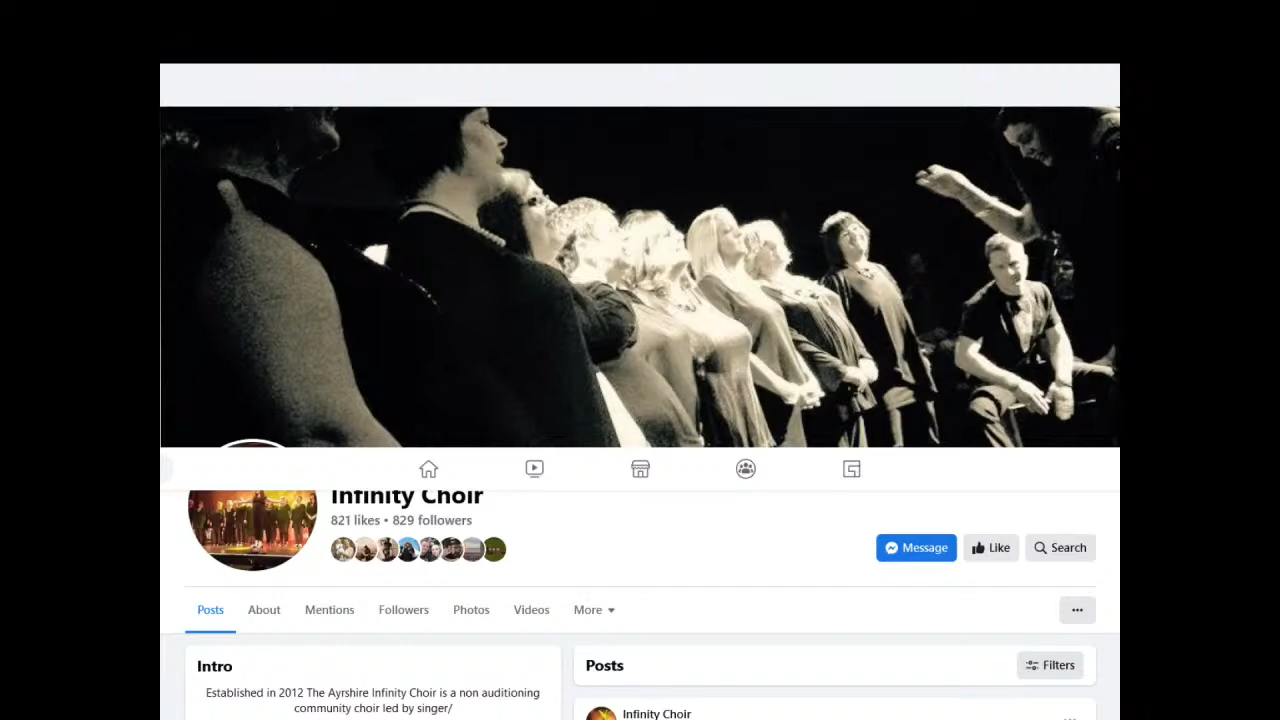 Infinity Choir
821 likes • 829 followers
Message
Like
Search
Posts
About
Mentions
Followers
Photos
Videos
More
Intro
Established in 2012 The Ayrshire Infinity Choir is a non auditioning
community choir led by singer/
Posts
Filters
Infinity Choir